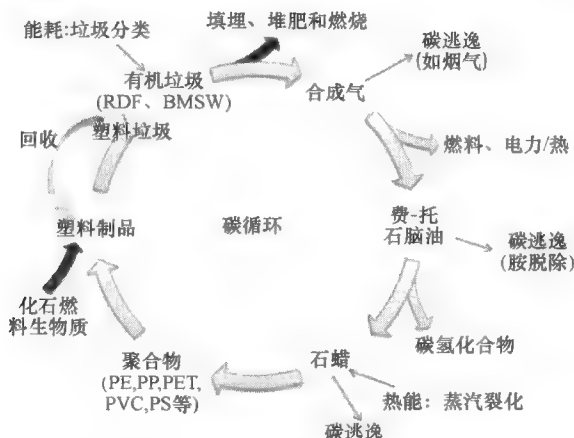 能耗:垃圾分类
填埋、堆肥和燃烧
碳逃逸
(如烟气)
有机垃圾
(RDF、BMSW)
合成气
回收
塑料垃圾
燃料、电力/热
塑料制品
碳循环
费-托
石脑油
碳逃逸
(胺脱除)
化石燃
料生物质
碳氢化合物
聚合物
(PE,PP,PET,
PVC,PS等)
石蜡
热能：蒸汽裂化
碳逃逸